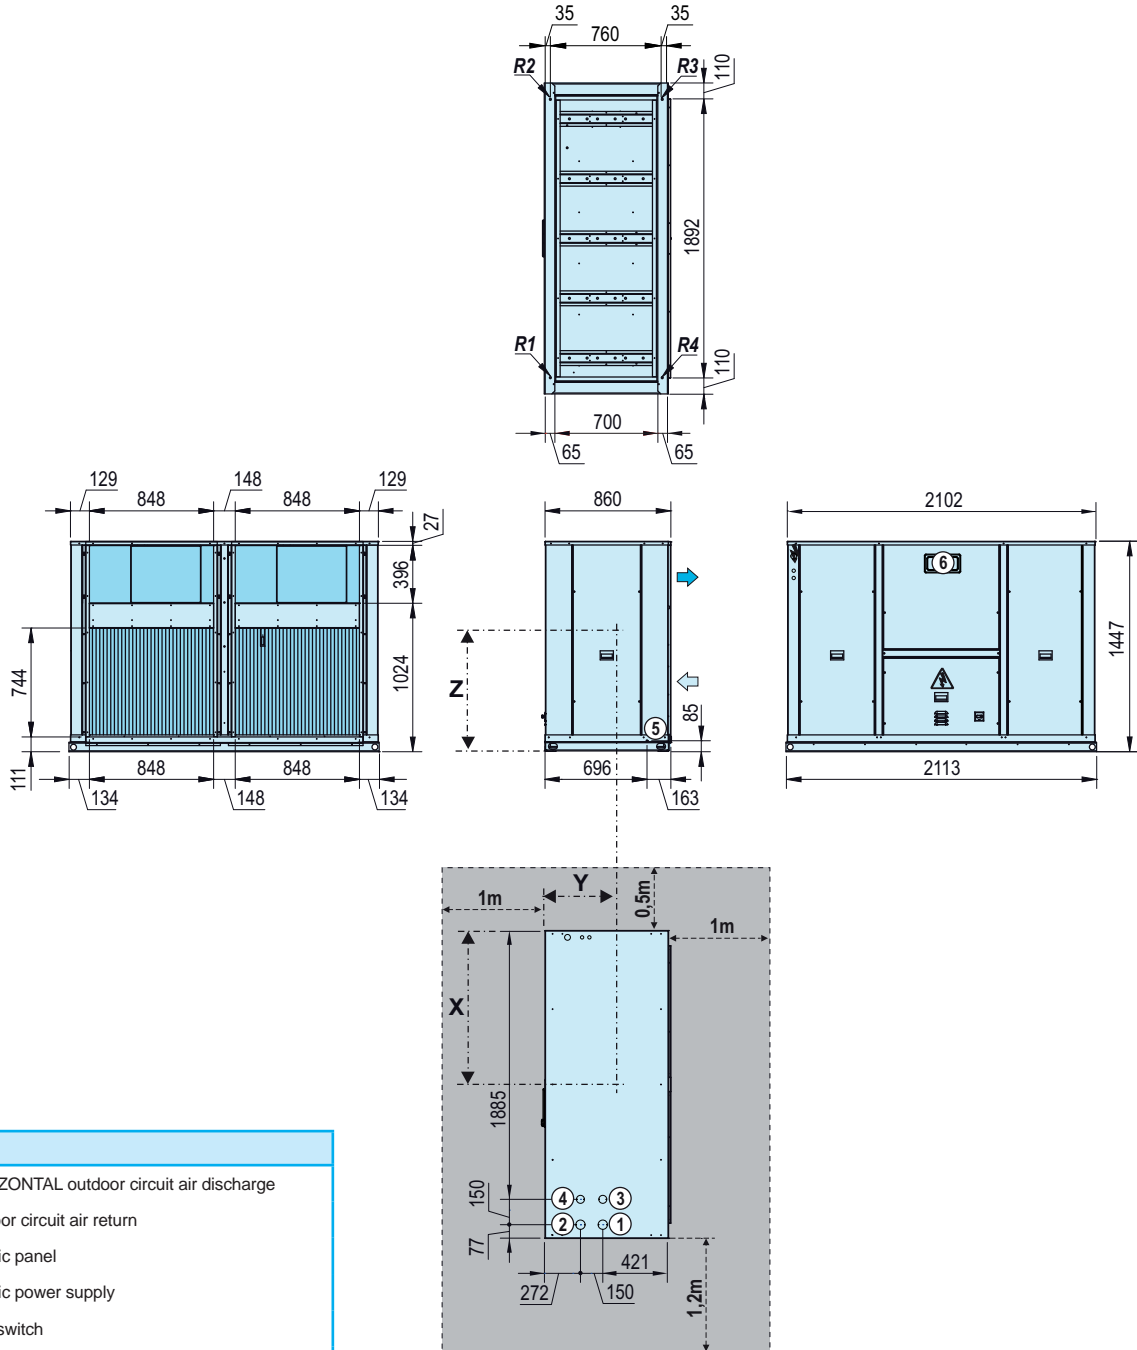 35 760 35
R2 R3 110
1892
R1 R4 110
700
65 65
129 148 129
848 848
27
396
1024
744
111
848 848
134 148 134
860
Z
5
85
696
163
2102
6
1447
2113
Y
1m
0,5m
1m
X
1885
150
77
4 3
2 1
421
272 150
1,2m
ZONTAL outdoor circuit air discharge
or circuit air return
ic panel
ic power supply
switch